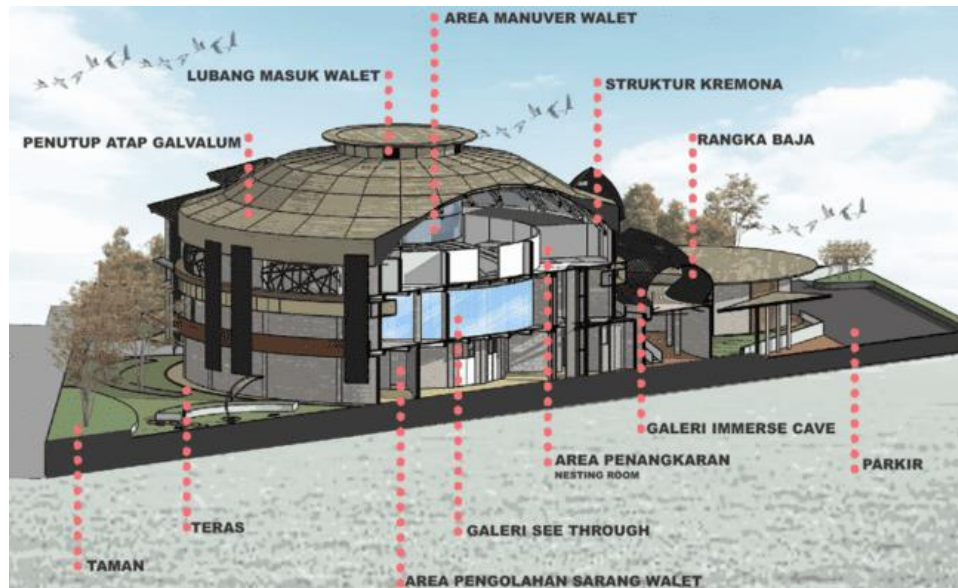 AREA MANUVER WALET
LUBANG MASUK WALET
STRUKTUR KREMONA
PENUTUP ATAP GALVALUM
RANGKA BAJA
GALERI IMMERSE CAVE
AREA PENANGKARAN
NESTING ROOM
PARKIR
TERAS
GALERI SEE THROUGH
TAMAN
AREA PENGOLAHAN SARANG WALET